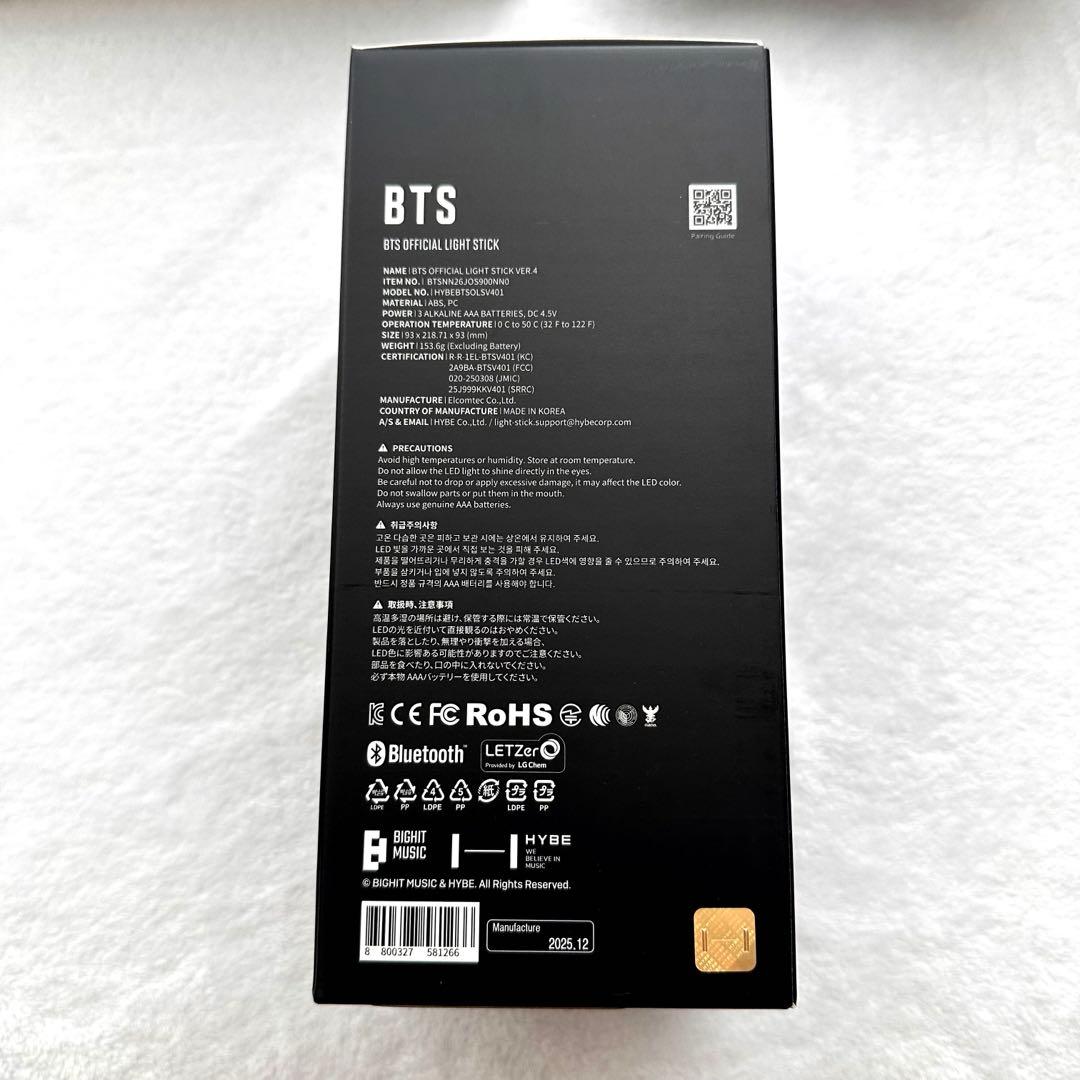 BTS
BTS OFFICIAL LIGHT STICK
Pairing Guide
NAME | BTS OFFICIAL LIGHT STICK VER.4
ITEM NO. | BTSNN26JOS900NN0
MODEL NO. | HYBEBTSOLSV401
MATERIAL | ABS, PC
POWER | 3 ALKALINE AAA BATTERIES, DC 4.5V
OPERATION TEMPERATURE | 0 C to 50 C (32 F to 122 F)
SIZE | 93 x 218.71 x 93 (mm)
WEIGHT | 153.6g (Excluding Battery)
CERTIFICATION | R-R-1EL-BTSV401 (KC)
2A9BA-BTSV401 (FCC)
020-250308 (JMIC)
25J999KKV401 (SRRC)
MANUFACTURE | Elcomtec Co.,Ltd.
COUNTRY OF MANUFACTURE | MADE IN KOREA
A/S & EMAIL | HYBE Co.,Ltd. / light-stick.support@hybecorp.com
PRECAUTIONS
Avoid high temperatures or humidity. Store at room temperature.
Do not allow the LED light to shine directly in the eyes.
Be careful not to drop or apply excessive damage, it may affect the LED color.
Do not swallow parts or put them in the mouth.
Always use genuine AAA batteries.
취급주의사항
고온 다습한 곳은 피하고 보관 시에는 상온에서 유지하여 주세요.
LED 빛을 가까운 곳에서 직접 보는 것을 피해 주세요.
제품을 떨어뜨리거나 무리하게 충격을 가할 경우 LED색에 영향을 줄 수 있으므로 주의하여 주세요.
부품을 삼키거나 입에 넣지 않도록 주의하여 주세요.
반드시 정품 규격의 AAA 배터리를 사용해야 합니다.
取扱時、注意事項
高温多湿の場所は避け、保管する際には常温で保管ください。
LEDの光を近付いて直接観るのはおやめください。
製品を落としたり、無理やり衝撃を加える場合、
LED色に影響ある可能性がありますのでご注意ください。
部品を食べたり、口の中に入れないでください。
必ず本物 AAAバッテリーを使用してください。
CE FC RoHS
Bluetooth™
LETZero
Provided by LG Chem
LDPE PP LDPE PP 紙 プラ LDPE プラ PP
BIGHIT MUSIC
HYBE
WE BELIEVE IN MUSIC
© BIGHIT MUSIC & HYBE. All Rights Reserved.
8 800327 581266
Manufacture
2025.12